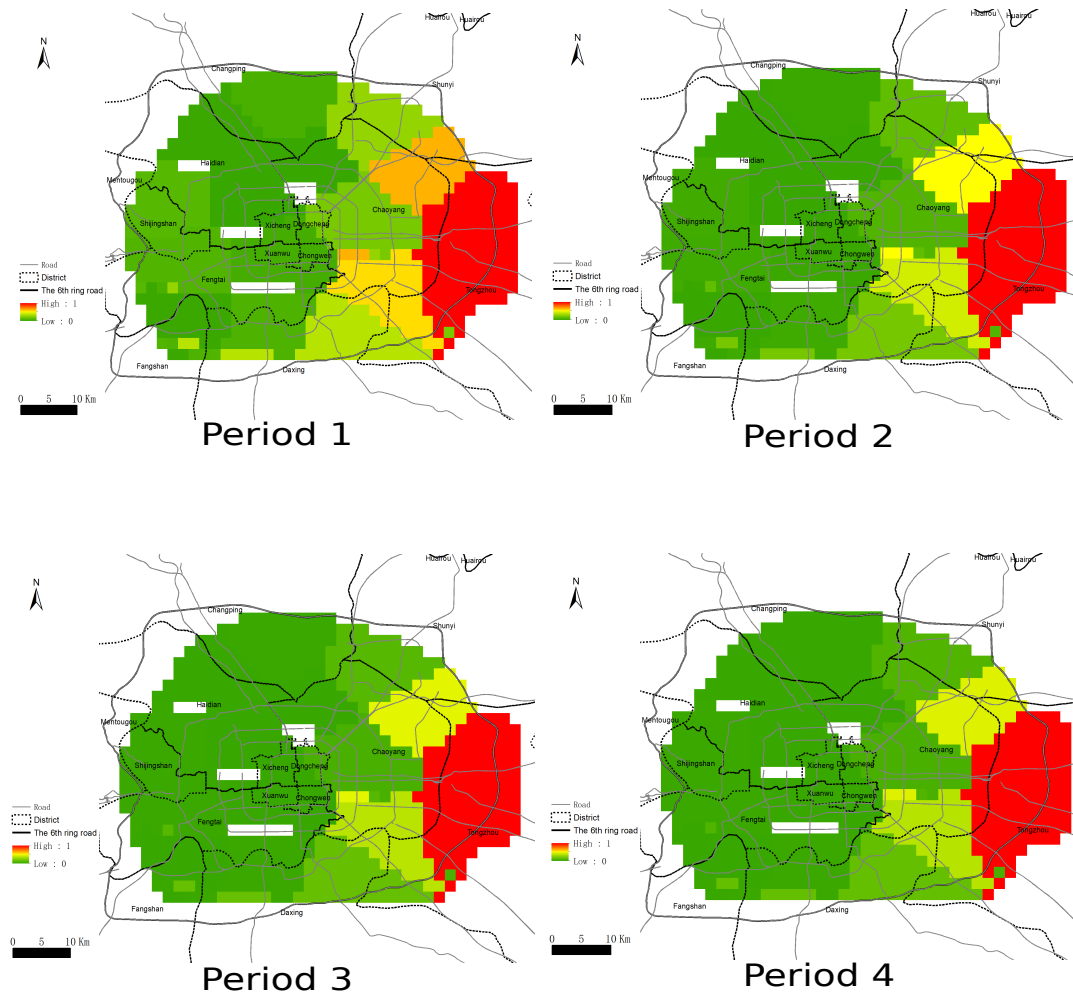 Huairou
Huairou
N
Changping
Shunyi
Haidian
Mentougou
Shijingshan
Xicheng
Dongcheng
Chaoyang
Xuanwu
Chongwen
Fengtai
Tongzhou
Fangshan
Daxing
Road
District
The 6th ring road
High : 1
Low : 0
0 5 10 Km
Period 1
Huairou
Huairou
N
Changping
Shunyi
Haidian
Mentougou
Shijingshan
Xicheng
Dongcheng
Chaoyang
Xuanwu
Chongwen
Fengtai
Tongzhou
Fangshan
Daxing
Road
District
The 6th ring road
High : 1
Low : 0
0 5 10 Km
Period 2
Huairou
Huairou
N
Changping
Shunyi
Haidian
Mentougou
Shijingshan
Xicheng
Dongcheng
Chaoyang
Xuanwu
Chongwen
Fengtai
Tongzhou
Fangshan
Daxing
Road
District
The 6th ring road
High : 1
Low : 0
0 5 10 Km
Period 3
Huairou
Huairou
N
Changping
Shunyi
Haidian
Mentougou
Shijingshan
Xicheng
Dongcheng
Chaoyang
Xuanwu
Chongwen
Fengtai
Tongzhou
Fangshan
Daxing
Road
District
The 6th ring road
High : 1
Low : 0
0 5 10 Km
Period 4